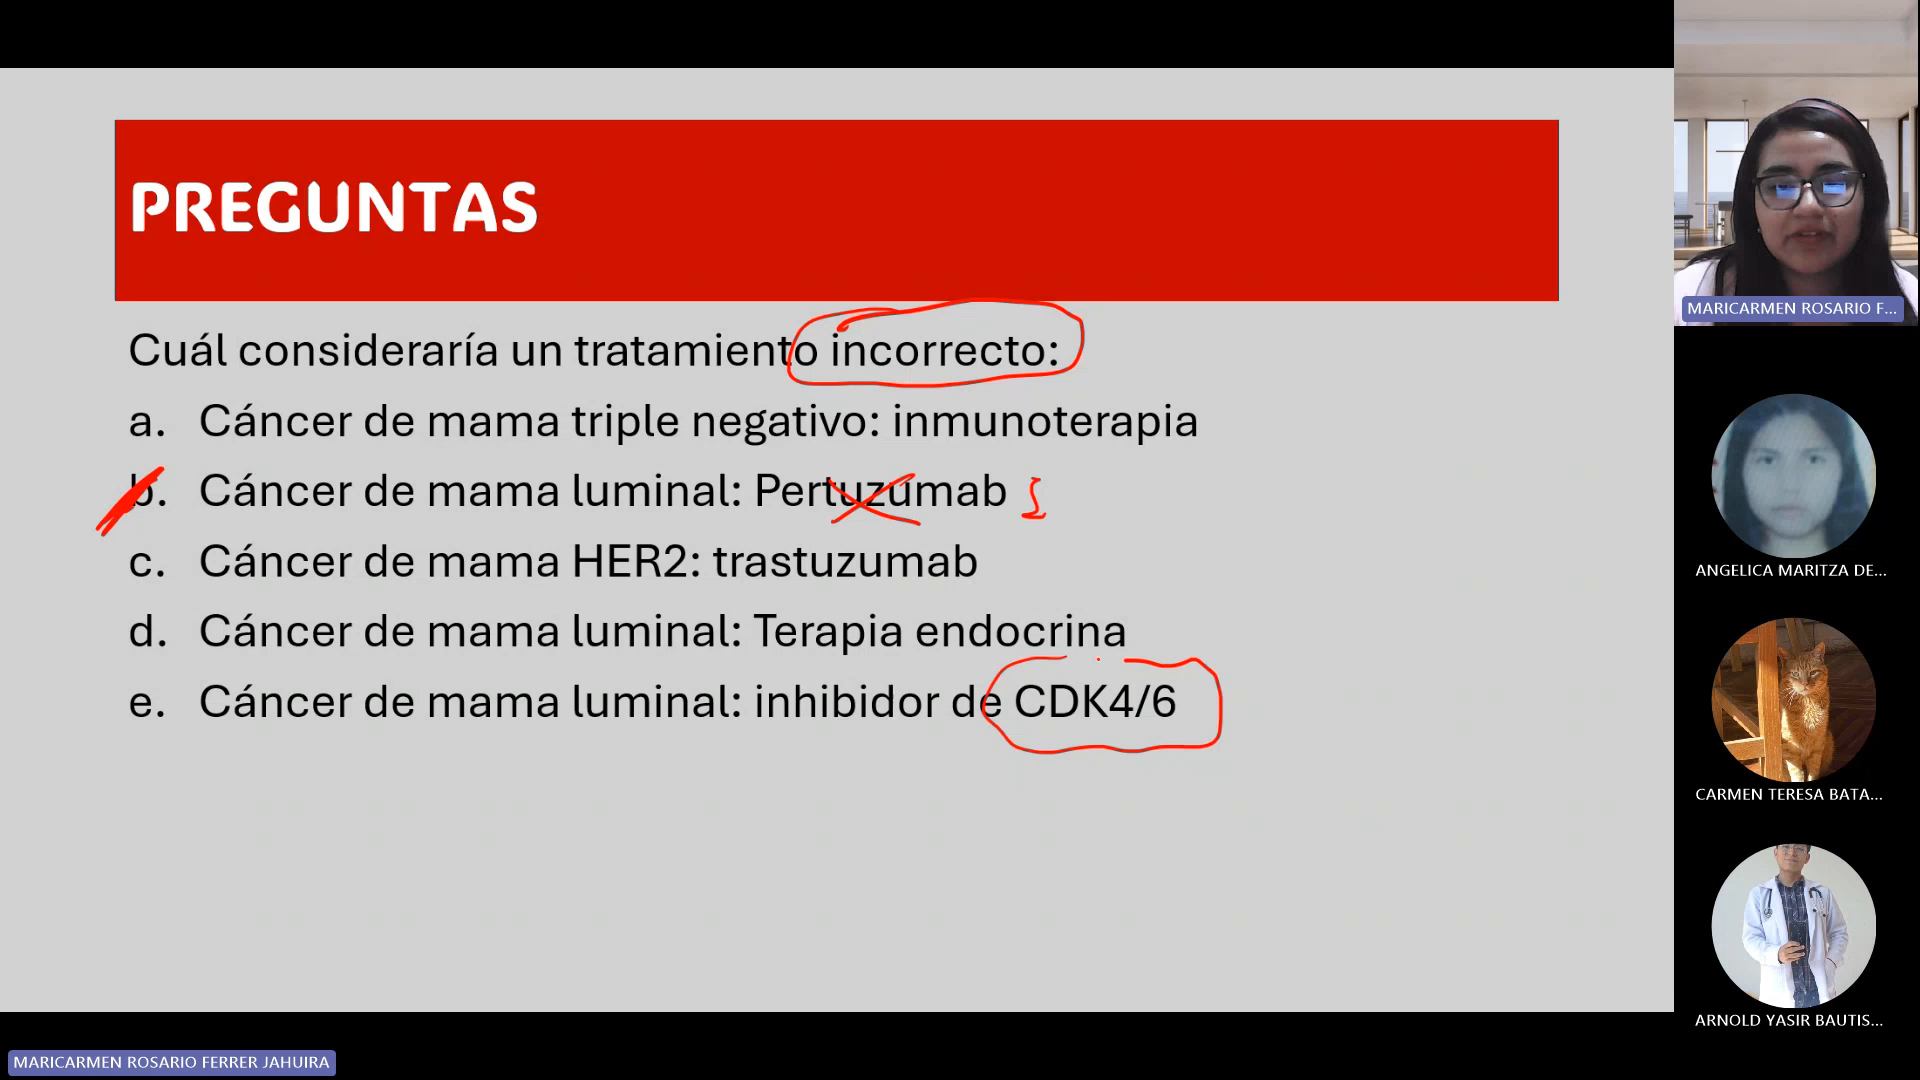 PREGUNTAS
Cuál consideraría un tratamiento incorrecto:
a. Cáncer de mama triple negativo: inmunoterapia
b. Cáncer de mama luminal: Pertuzumab I
c. Cáncer de mama HER2: trastuzumab
d. Cáncer de mama luminal: Terapia endocrina
e. Cáncer de mama luminal: inhibidor de CDK4/6
MARICARMEN ROSARIO F...
ANGELICA MARITZA DE...
CARMEN TERESA BATA...
ARNOLD YASIR BAUTIS...
MARICARMEN ROSARIO FERRER JAHUIRA